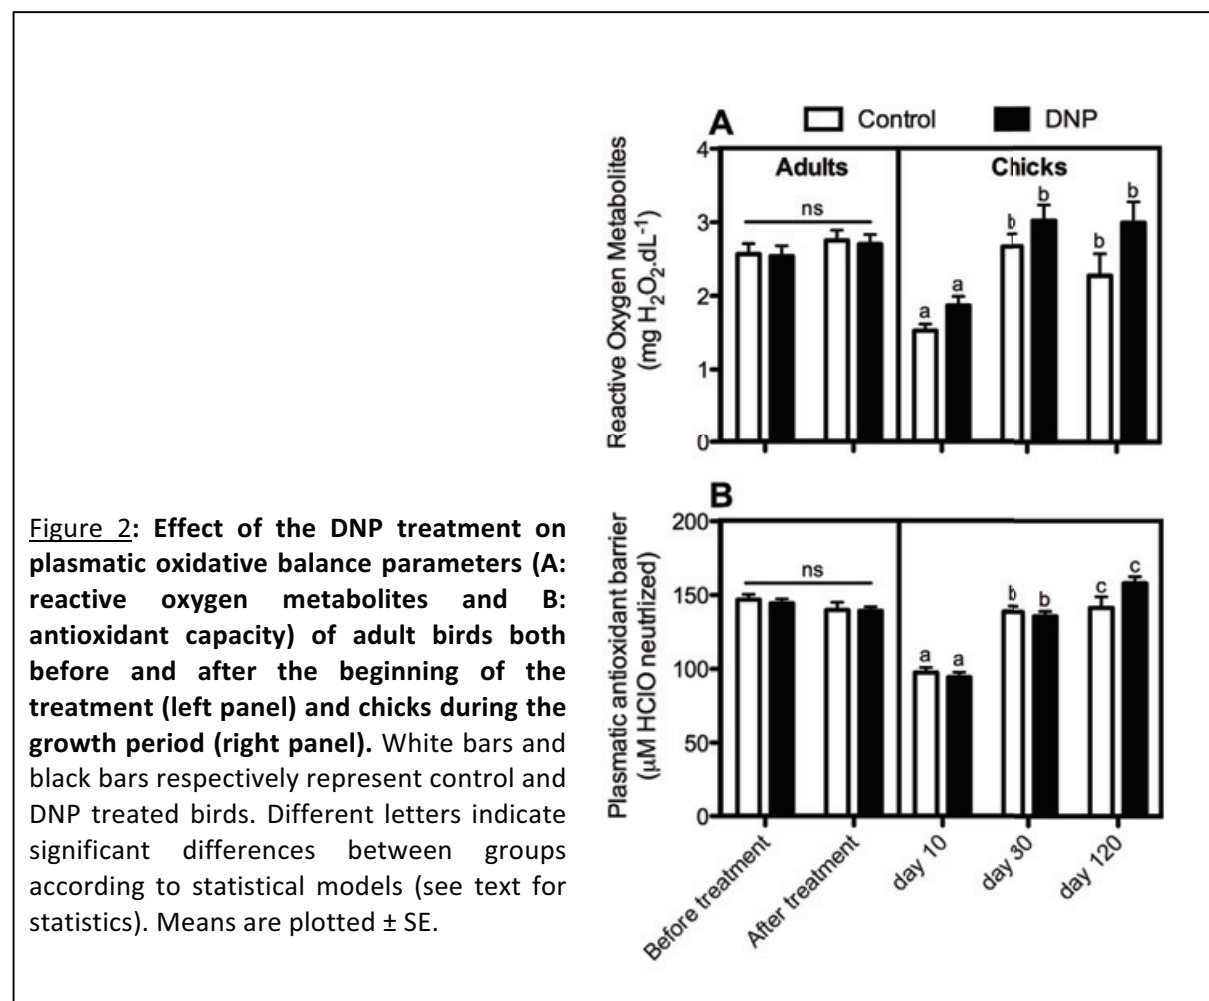 A
Control
DNP
Reactive Oxygen Metabolites
(mg H₂O₂.dL⁻¹)
4
3
2
1
0
Adults
Chicks
ns
a
a
b
b
b
b
B
Plasmatic antioxidant barrier
(µM HClO neutrlized)
200
150
100
50
0
ns
a
a
b
b
c
c
Before treatment
After treatment
day 10
day 30
day 120
Figure 2: Effect of the DNP treatment on
plasmatic oxidative balance parameters (A:
reactive oxygen metabolites and B:
antioxidant capacity) of adult birds both
before and after the beginning of the
treatment (left panel) and chicks during the
growth period (right panel). White bars and
black bars respectively represent control and
DNP treated birds. Different letters indicate
significant differences between groups
according to statistical models (see text for
statistics). Means are plotted ± SE.